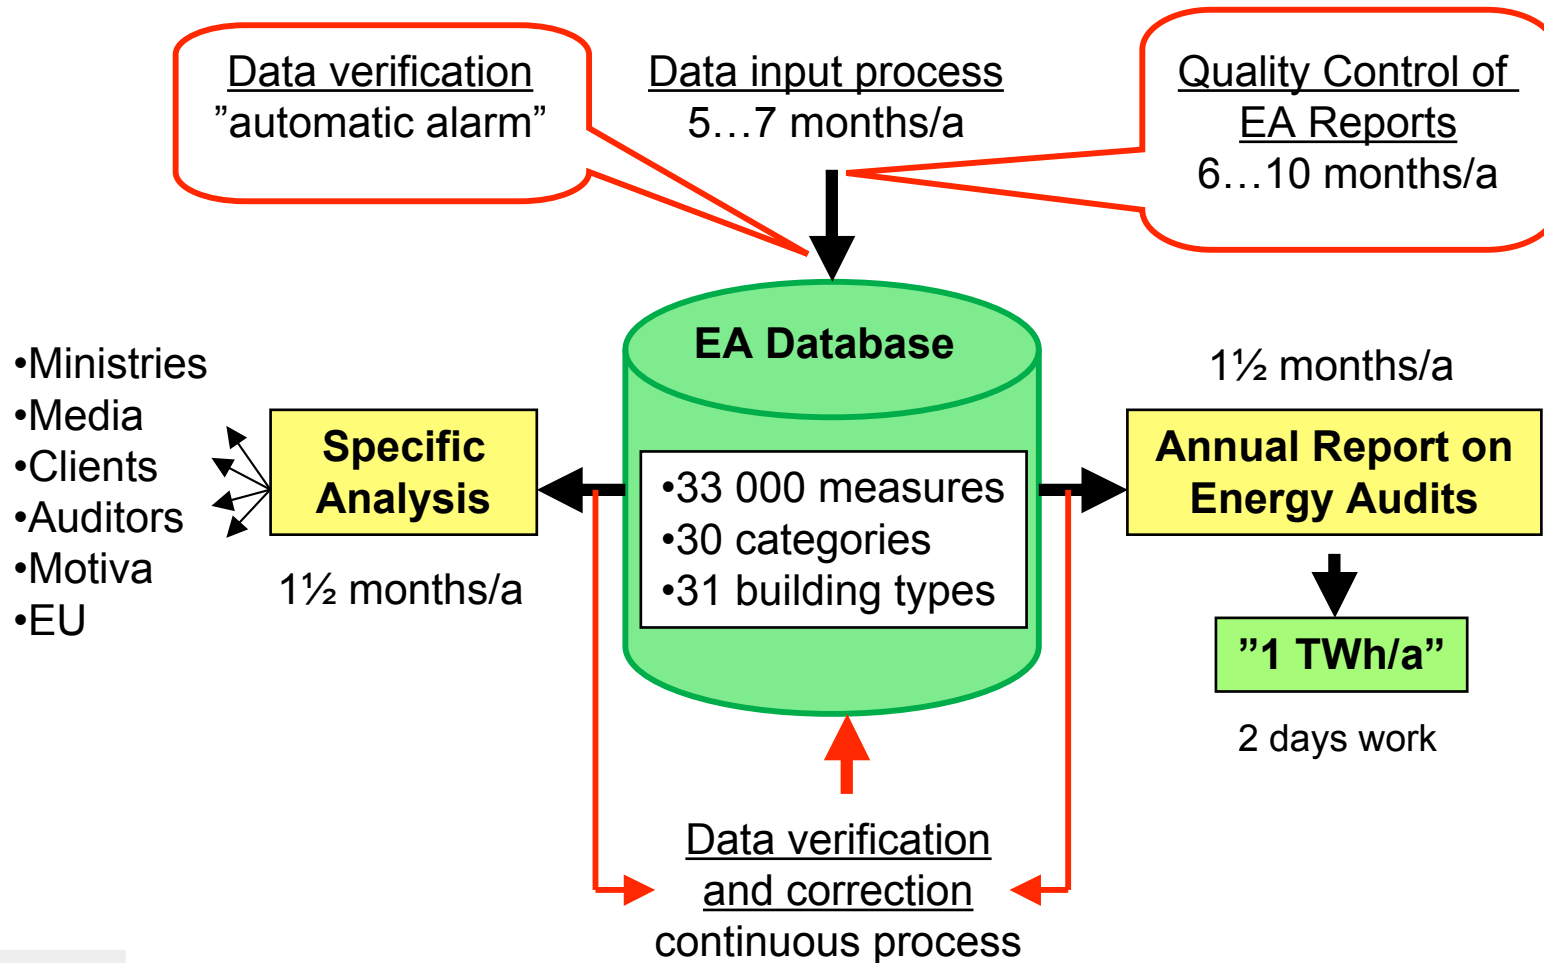 Data verification
”automatic alarm”
Data input process
5…7 months/a
Quality Control of
EA Reports
6…10 months/a
EA Database
•33 000 measures
•30 categories
•31 building types
•Ministries
•Media
•Clients
•Auditors
•Motiva
•EU
Specific
Analysis
1½ months/a
1½ months/a
Annual Report on
Energy Audits
”1 TWh/a”
2 days work
Data verification
and correction
continuous process